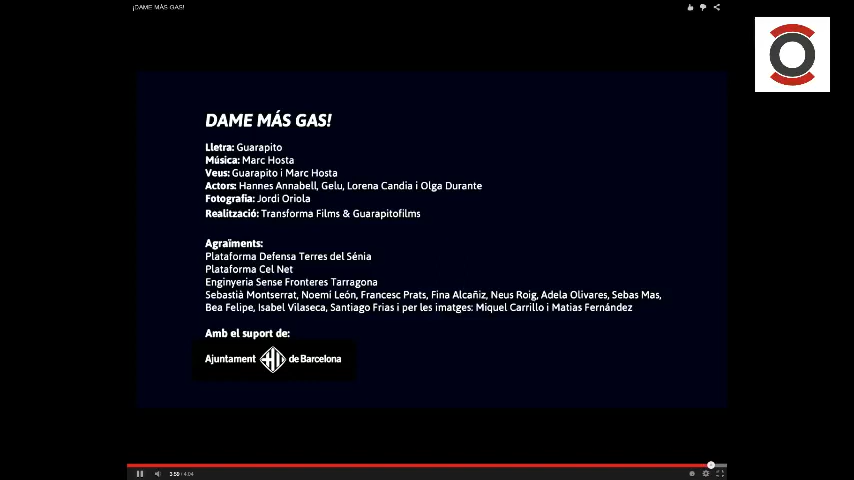 ¡DAME MÁS GAS!
DAME MÁS GAS!
Lletra: Guarapito
Música: Marc Hosta
Veus: Guarapito i Marc Hosta
Actors: Hannes Annabell, Gelu, Lorena Candia i Olga Durante
Fotografia: Jordi Oriola
Realització: Transforma Films & Guarapitofilms
Agraïments:
Plataforma Defensa Terres del Sénia
Plataforma Cel Net
Enginyeria Sense Fronteres Tarragona
Sebastià Montserrat, Noemí León, Francesc Prats, Fina Alcañiz, Neus Roig, Adela Olivares, Sebas Mas,
Bea Felipe, Isabel Vilaseca, Santiago Frias i per les imatges: Miquel Carrillo i Matias Fernández
Amb el suport de:
Ajuntament de Barcelona
3:59 / 4:04